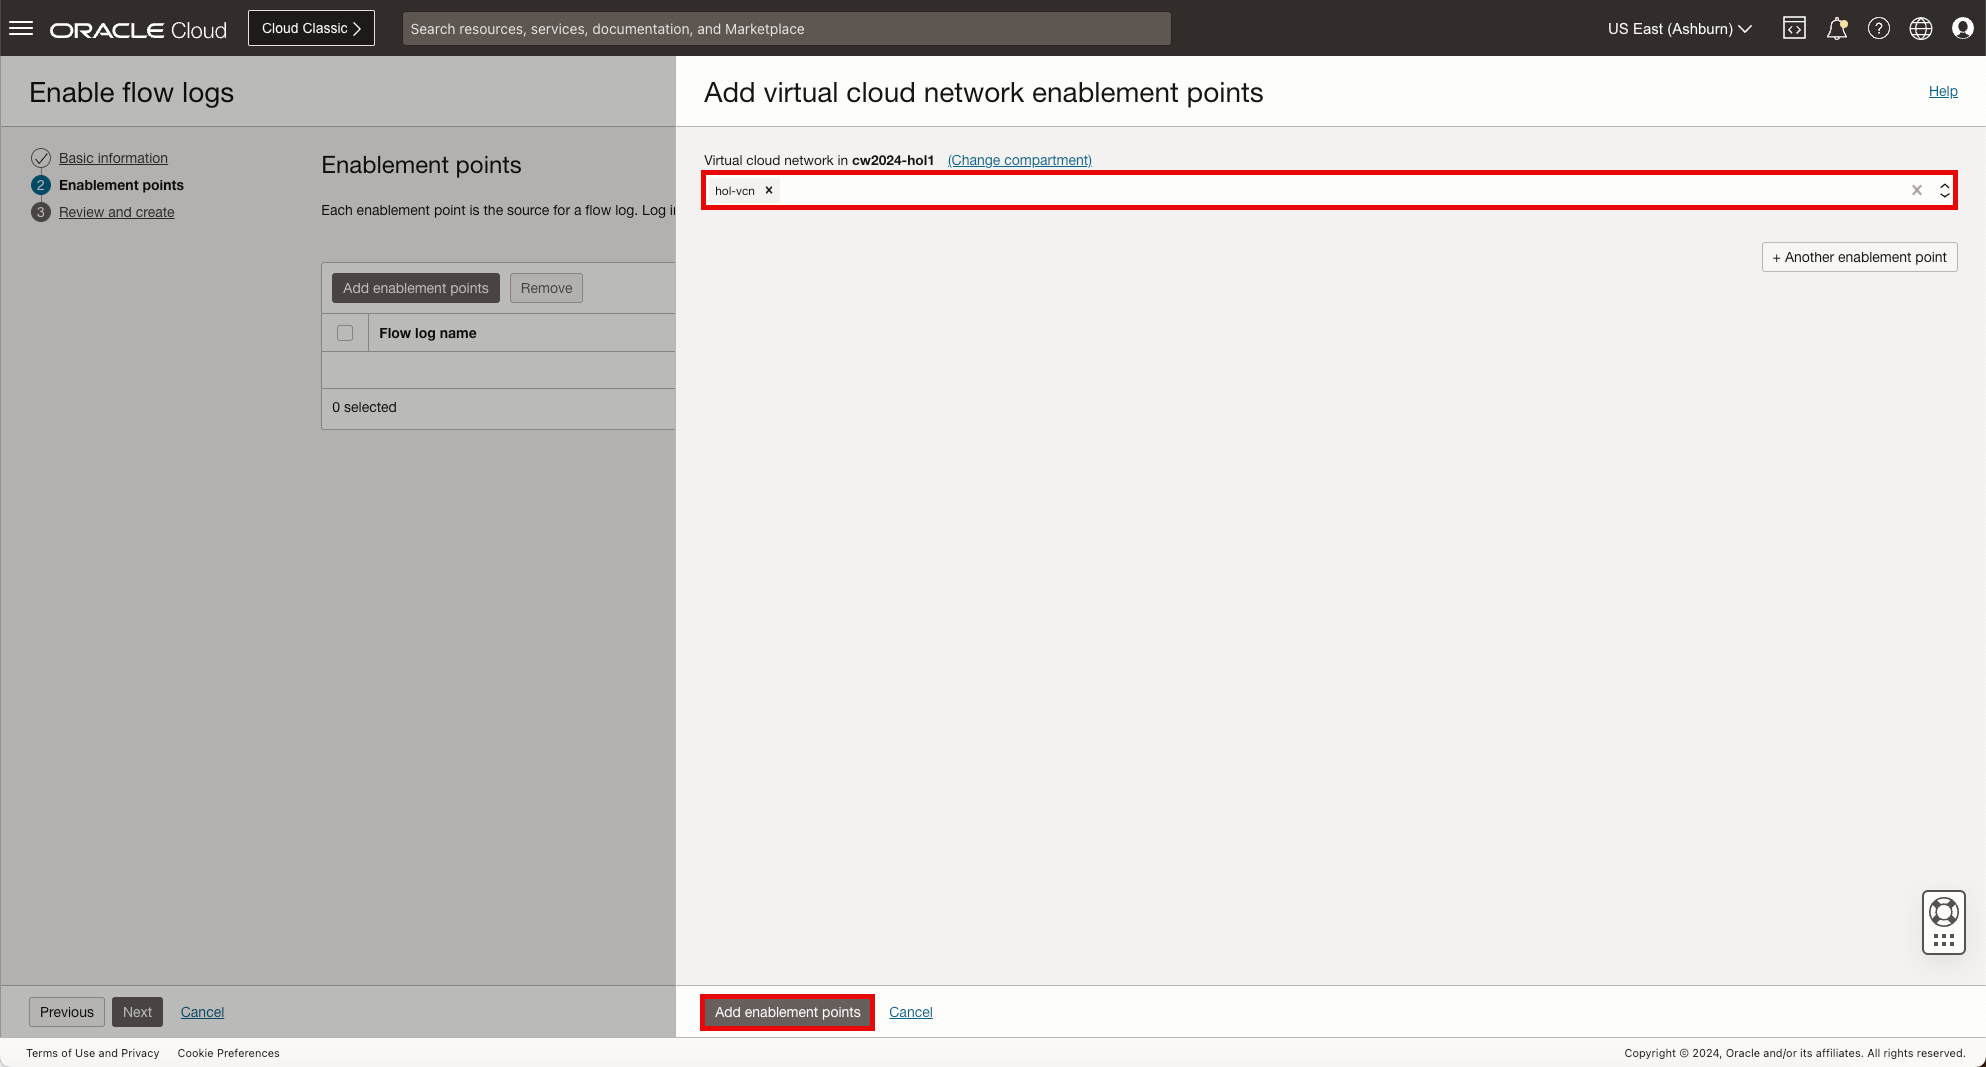 ORACLE Cloud
Cloud Classic
Search resources, services, documentation, and Marketplace
US East (Ashburn)
Enable flow logs
Basic information
2 Enablement points
3 Review and create
Enablement points
Each enablement point is the source for a flow log. Log
Add enablement points
Remove
Flow log name
0 selected
Previous
Next
Cancel
Add virtual cloud network enablement points
Help
Virtual cloud network in cw2024-hol1 (Change compartment)
hol-vcn ×
+ Another enablement point
Add enablement points
Cancel
Terms of Use and Privacy
Cookie Preferences
Copyright © 2024, Oracle and/or its affiliates. All rights reserved.